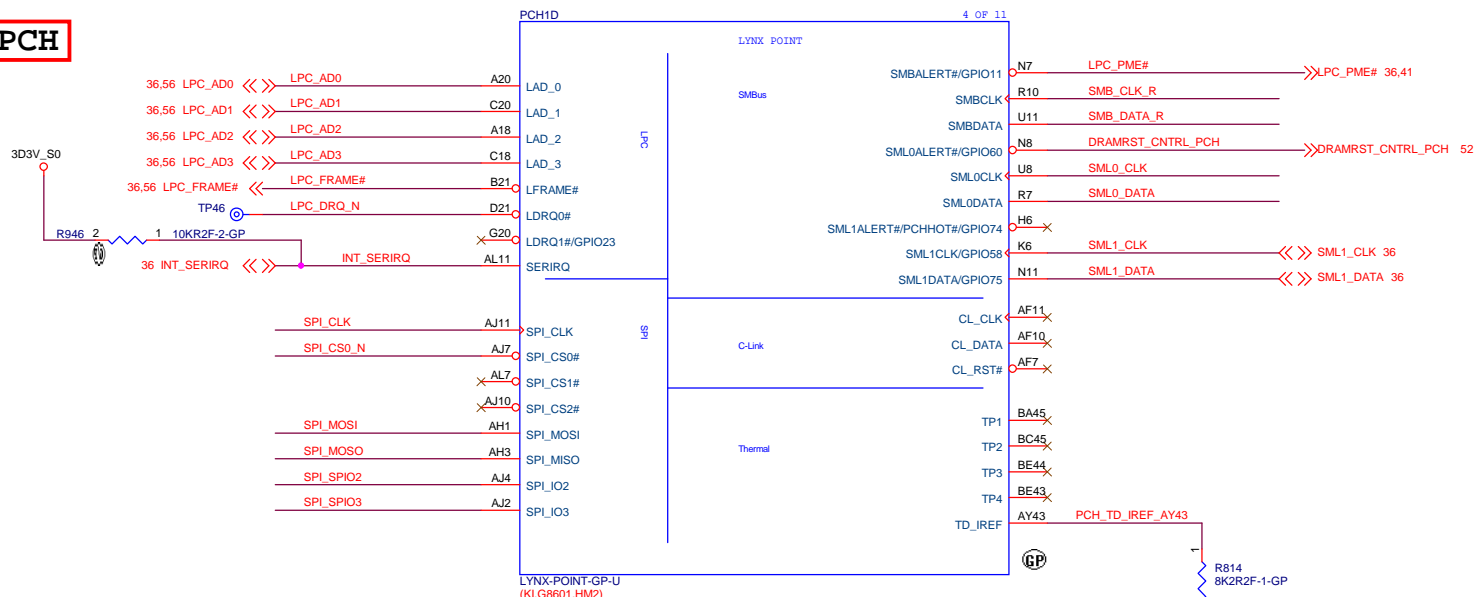 PCH
PCH1D
4 OF 11
LYNX POINT
36,56 LPC_AD0 LPC_AD0 A20 LAD_0
36,56 LPC_AD1 LPC_AD1 C20 LAD_1
36,56 LPC_AD2 LPC_AD2 A18 LAD_2
36,56 LPC_AD3 LPC_AD3 C18 LAD_3
36,56 LPC_FRAME# LPC_FRAME# B21 LFRAME#
TP46 LPC_DRQ_N D21 LDRQ0#
G20 LDRQ1#/GPIO23
3D3V_S0
R946 2 1 10KR2F-2-GP
36 INT_SERIRQ INT_SERIRQ AL11 SERIRQ
LPC
SPI_CLK AJ11 SPI_CLK
SPI_CS0_N AJ7 SPI_CS0#
AL7 SPI_CS1#
AJ10 SPI_CS2#
SPI_MOSI AH1 SPI_MOSI
SPI_MOSO AH3 SPI_MISO
SPI_SPIO2 AJ4 SPI_IO2
SPI_SPIO3 AJ2 SPI_IO3
SPI
SMBus
SMBALERT#/GPIO11 N7 LPC_PME# LPC_PME# 36,41
SMBCLK R10 SMB_CLK_R
SMBDATA U11 SMB_DATA_R
SML0ALERT#/GPIO60 N8 DRAMRST_CNTRL_PCH DRAMRST_CNTRL_PCH 52
SML0CLK U8 SML0_CLK
SML0DATA R7 SML0_DATA
SML1ALERT#/PCHHOT#/GPIO74 H6
SML1CLK/GPIO58 K6 SML1_CLK SML1_CLK 36
SML1DATA/GPIO75 N11 SML1_DATA SML1_DATA 36
C-Link
CL_CLK AF11
CL_DATA AF10
CL_RST# AF7
Thermal
TP1 BA45
TP2 BC45
TP3 BE44
TP4 BE43
TD_IREF AY43 PCH_TD_IREF_AY43
GP
1
R814
8K2R2F-1-GP
LYNX-POINT-GP-U
(KLG8601.HM2)